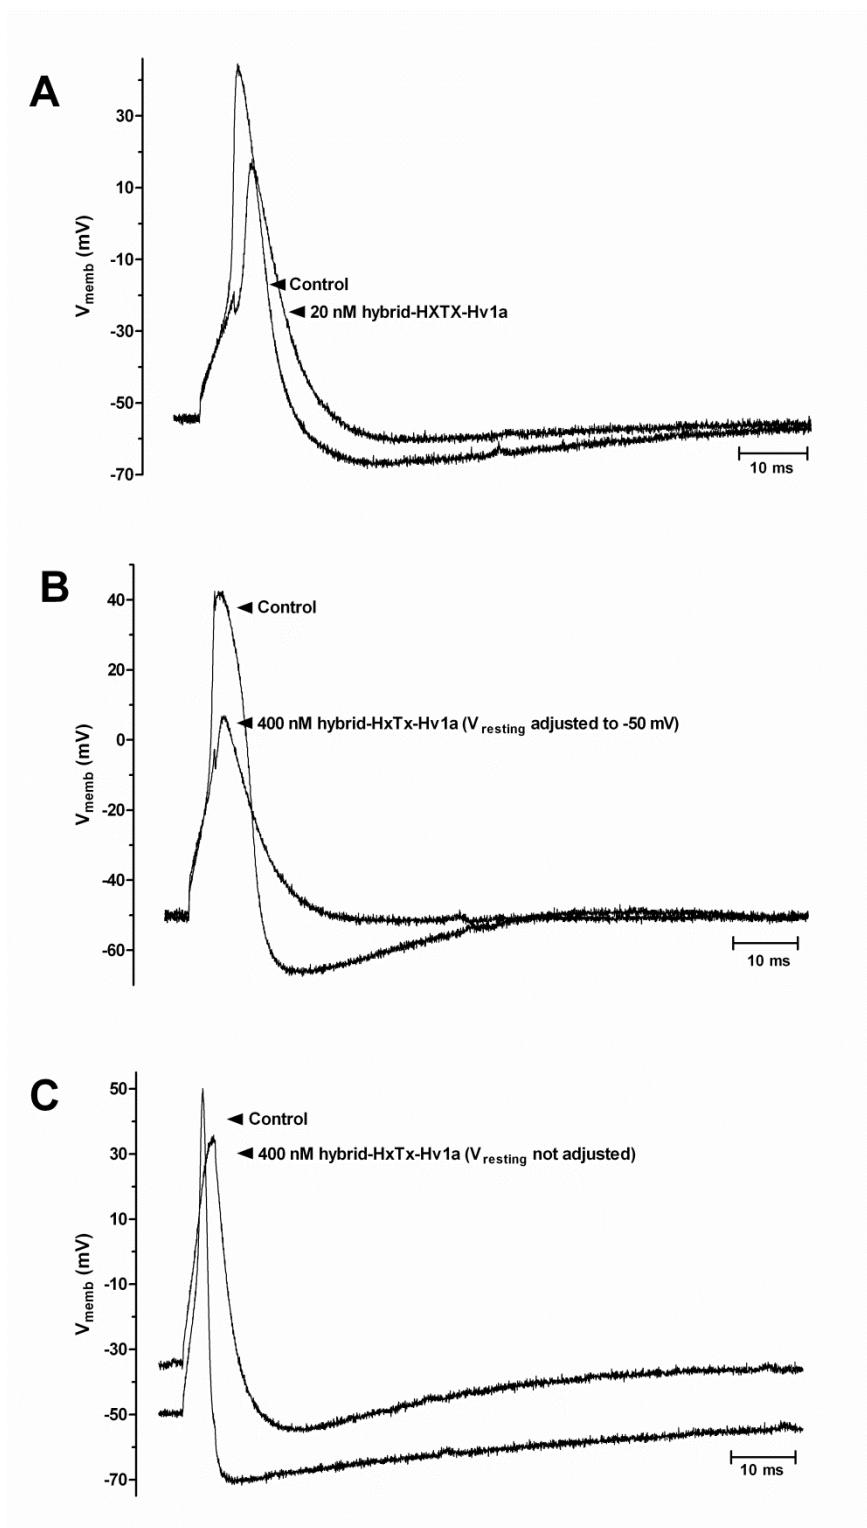 A
30
10
-10
-30
-50
-70
Vmemb (mV)
Control
20 nM hybrid-HXTX-Hv1a
10 ms
B
40
20
0
-20
-40
-60
Vmemb (mV)
Control
400 nM hybrid-HxTx-Hv1a (Vresting adjusted to -50 mV)
10 ms
C
50
30
10
-10
-30
-50
-70
Vmemb (mV)
Control
400 nM hybrid-HxTx-Hv1a (Vresting not adjusted)
10 ms